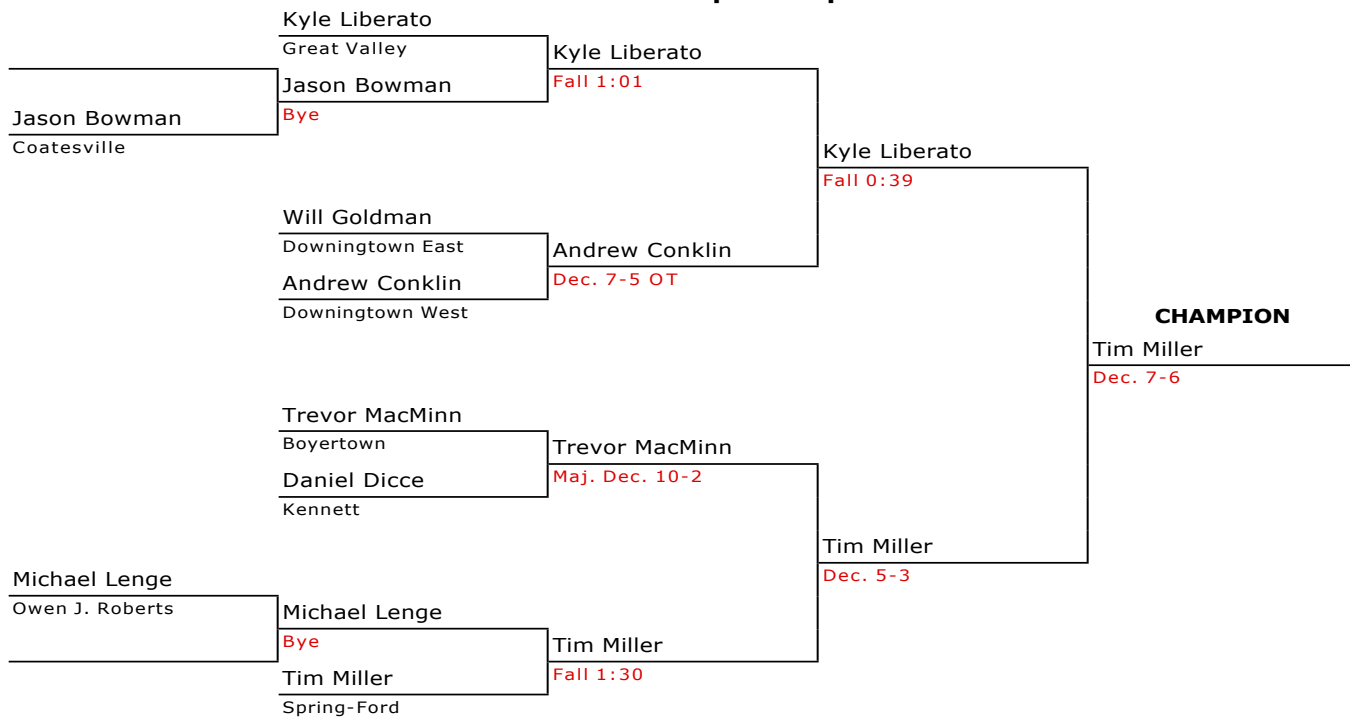 Kyle Liberato
Great Valley
Kyle Liberato
Fall 1:01
Jason Bowman
Bye
Jason Bowman
Coatesville
Kyle Liberato
Fall 0:39
Will Goldman
Downingtown East
Andrew Conklin
Dec. 7-5 OT
Andrew Conklin
Downingtown West
CHAMPION
Tim Miller
Dec. 7-6
Trevor MacMinn
Boyertown
Trevor MacMinn
Maj. Dec. 10-2
Daniel Dicce
Kennett
Tim Miller
Dec. 5-3
Michael Lenge
Owen J. Roberts
Michael Lenge
Bye
Tim Miller
Fall 1:30
Tim Miller
Spring-Ford